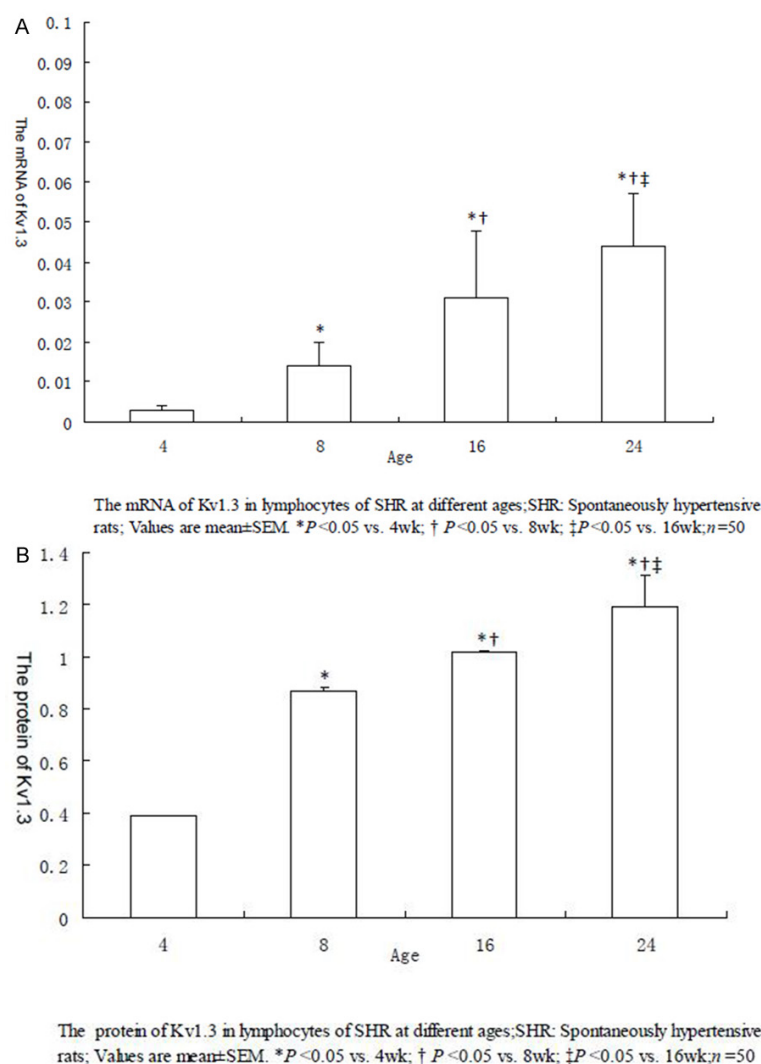 A
0.1
0.09
0.08
0.07
0.06
0.05
0.04
0.03
0.02
0.01
0
The mRNA of Kv1.3
*
*†
*†‡
4 8 16 24
Age
The mRNA of Kv1.3 in lymphocytes of SHR at different ages;SHR: Spontaneously hypertensive
rats; Values are mean±SEM. *P<0.05 vs. 4wk; † P<0.05 vs. 8wk; ‡P<0.05 vs. 16wk;n=50
B
1.4
1.2
1
0.8
0.6
0.4
0.2
0
The protein of Kv1.3
*
*†
*†‡
4 8 16 24
Age
The protein of Kv1.3 in lymphocytes of SHR at different ages;SHR: Spontaneously hypertensive
rats; Values are mean±SEM. *P<0.05 vs. 4wk; † P<0.05 vs. 8wk; ‡P<0.05 vs. 16wk;n=50